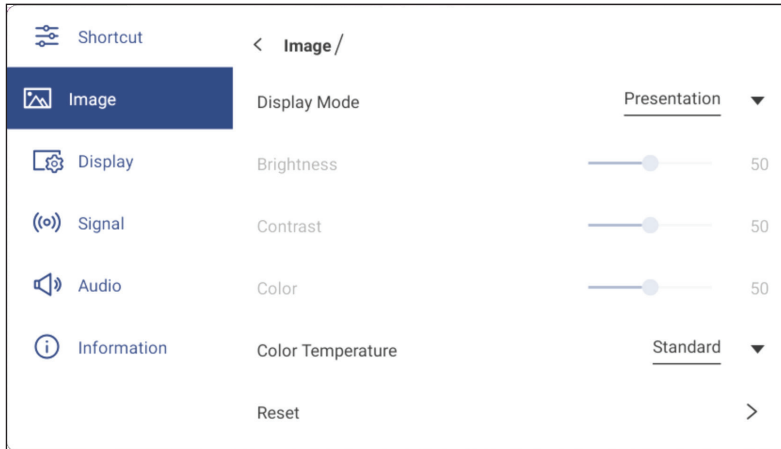 Shortcut
Image
Display
Signal
Audio
Information
< Image /
Display Mode Presentation
Brightness 50
Contrast 50
Color 50
Color Temperature Standard
Reset